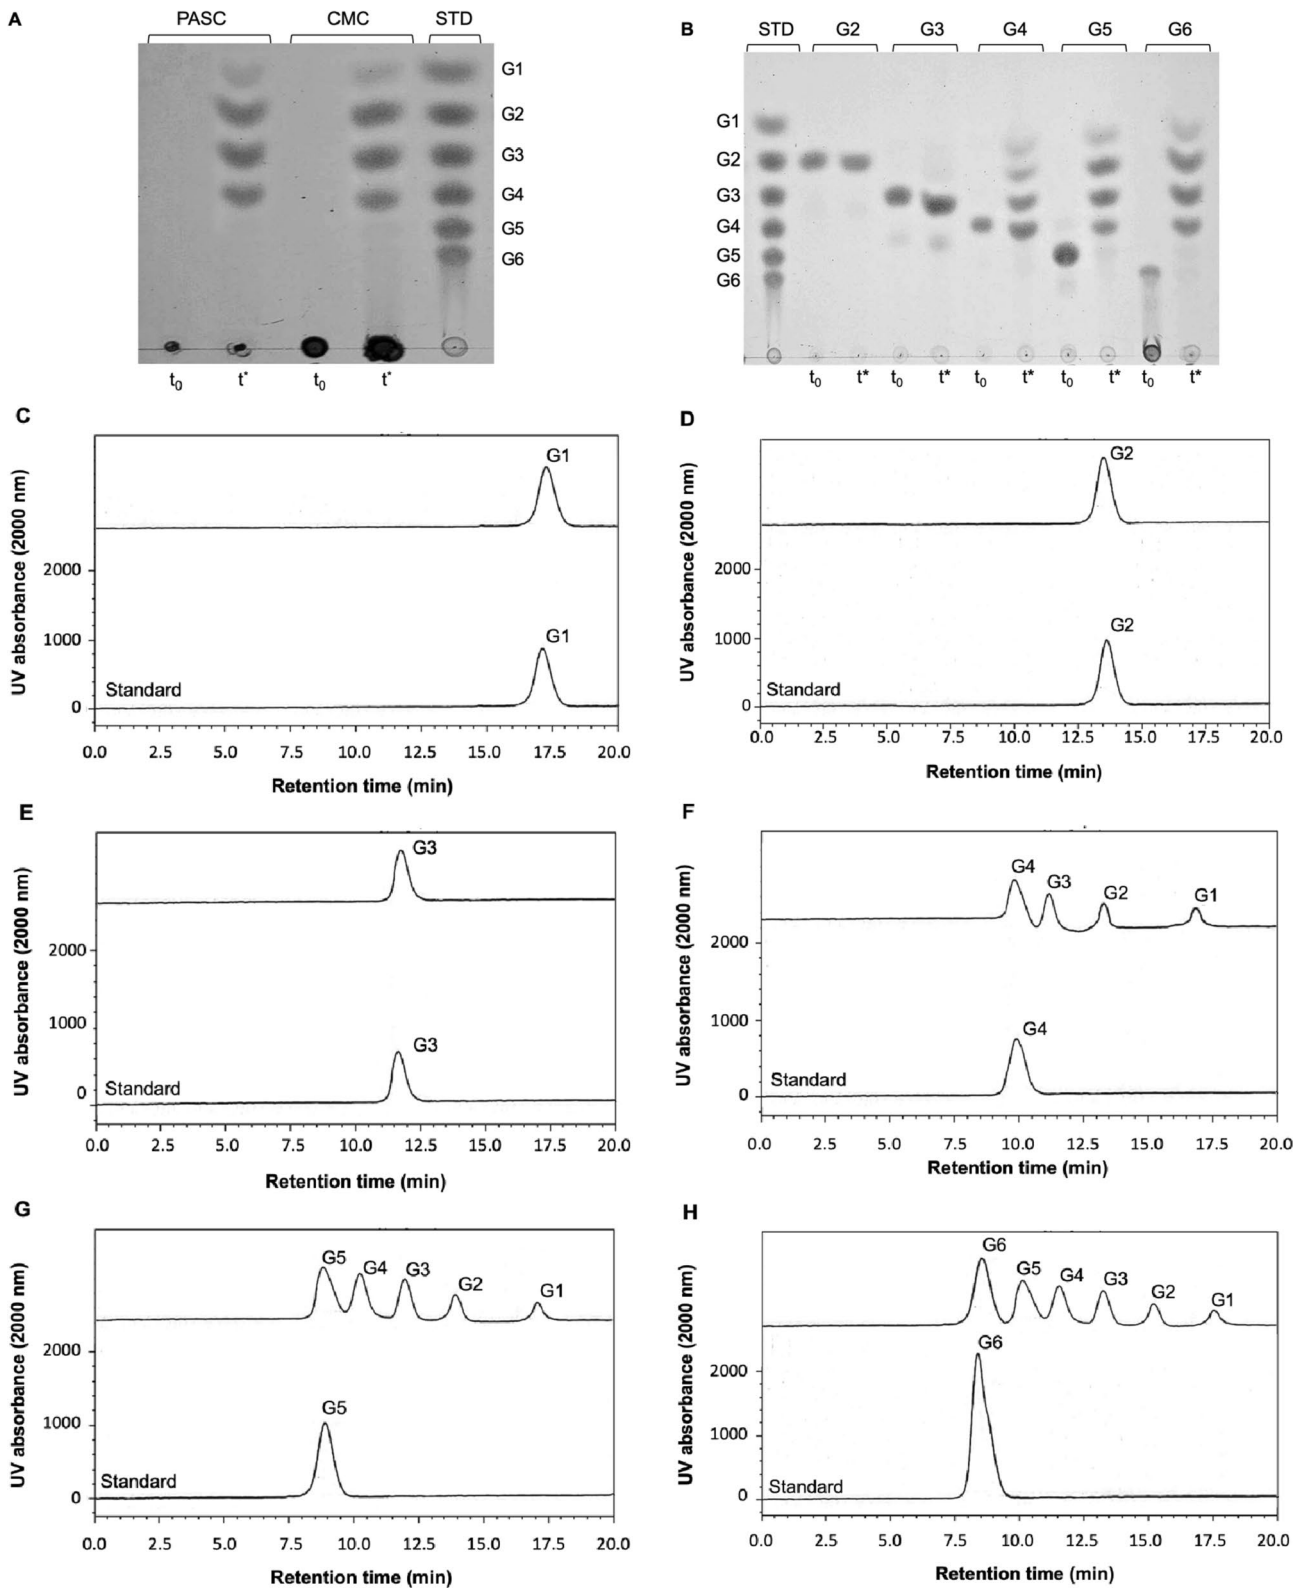 A
PASC CMC STD
G1
G2
G3
G4
G5
G6
t0 t* t0 t*
B
STD G2 G3 G4 G5 G6
G1
G2
G3
G4
G5
G6
t0 t* t0 t* t0 t* t0 t* t0 t*
C
UV absorbance (2000 nm)
G1
2000
1000
G1
Standard
0
0.0 2.5 5.0 7.5 10.0 12.5 15.0 17.5 20.0
Retention time (min)
D
UV absorbance (2000 nm)
G2
2000
1000
G2
Standard
0
0.0 2.5 5.0 7.5 10.0 12.5 15.0 17.5 20.0
Retention time (min)
E
UV absorbance (2000 nm)
G3
2000
1000
G3
Standard
0
0.0 2.5 5.0 7.5 10.0 12.5 15.0 17.5 20.0
Retention time (min)
F
UV absorbance (2000 nm)
G4 G3 G2 G1
2000
1000
G4
Standard
0
0.0 2.5 5.0 7.5 10.0 12.5 15.0 17.5 20.0
Retention time (min)
G
UV absorbance (2000 nm)
G5 G4 G3 G2 G1
2000
1000
G5
Standard
0
0.0 2.5 5.0 7.5 10.0 12.5 15.0 17.5 20.0
Retention time (min)
H
UV absorbance (2000 nm)
G6 G5 G4 G3 G2 G1
2000
G6
1000
Standard
0
0.0 2.5 5.0 7.5 10.0 12.5 15.0 17.5 20.0
Retention time (min)